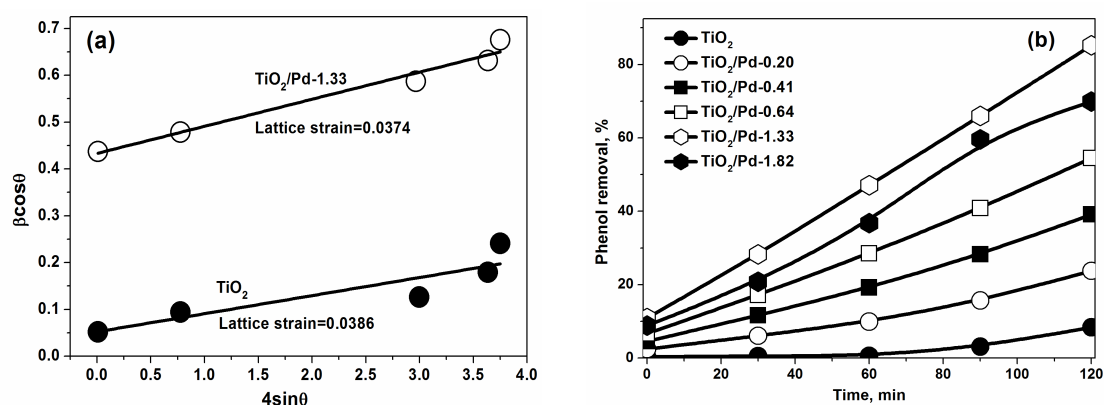 (a)
0.7
0.6
0.5
0.4
0.3
0.2
0.1
0.0
βcosθ
TiO₂/Pd-1.33
Lattice strain=0.0374
TiO₂
Lattice strain=0.0386
0.0 0.5 1.0 1.5 2.0 2.5 3.0 3.5 4.0
4sinθ
(b)
TiO₂
TiO₂/Pd-0.20
TiO₂/Pd-0.41
TiO₂/Pd-0.64
TiO₂/Pd-1.33
TiO₂/Pd-1.82
80
60
40
20
0
Phenol removal, %
0 20 40 60 80 100 120
Time, min